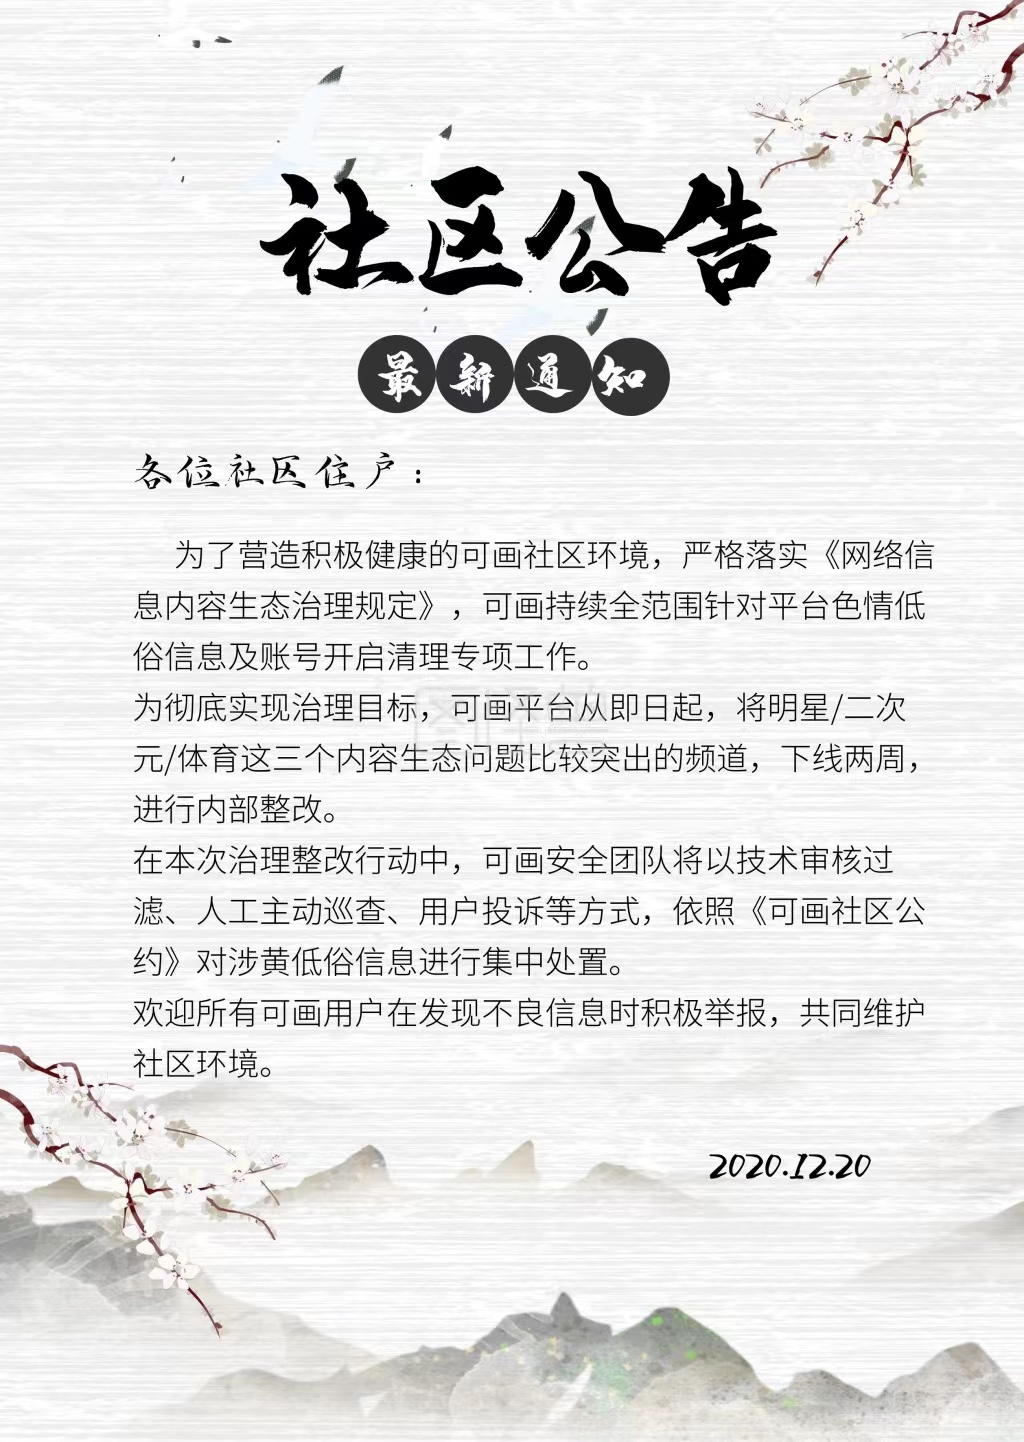 社区公告
最新通知
各位社区住户：
为了营造积极健康的可画社区环境，严格落实《网络信
息内容生态治理规定》，可画持续全范围针对平台色情低
俗信息及账号开启清理专项工作。
为彻底实现治理目标，可画平台从即日起，将明星/二次
元/体育这三个内容生态问题比较突出的频道，下线两周，
进行内部整改。
在本次治理整改行动中，可画安全团队将以技术审核过
滤、人工主动巡查、用户投诉等方式，依照《可画社区公
约》对涉黄低俗信息进行集中处置。
欢迎所有可画用户在发现不良信息时积极举报，共同维护
社区环境。
2020.12.20